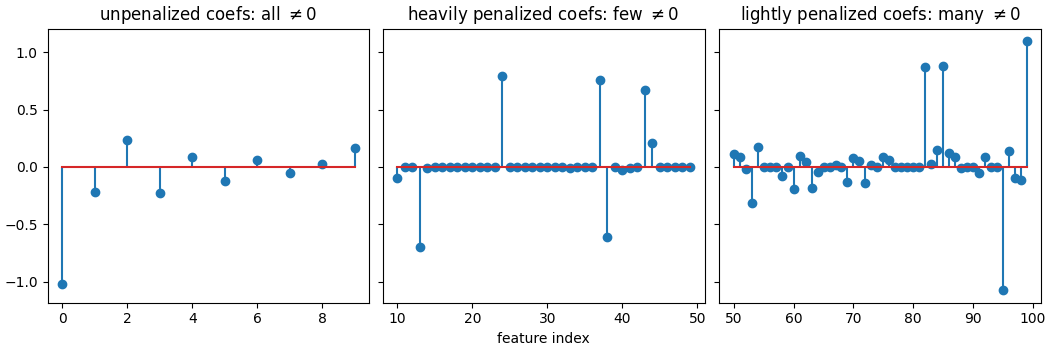 unpenalized coefs: all ≠0
heavily penalized coefs: few ≠0
lightly penalized coefs: many ≠0
1.0
0.5
0.0
−0.5
−1.0
0 2 4 6 8
10 20 30 40 50
50 60 70 80 90 100
feature index